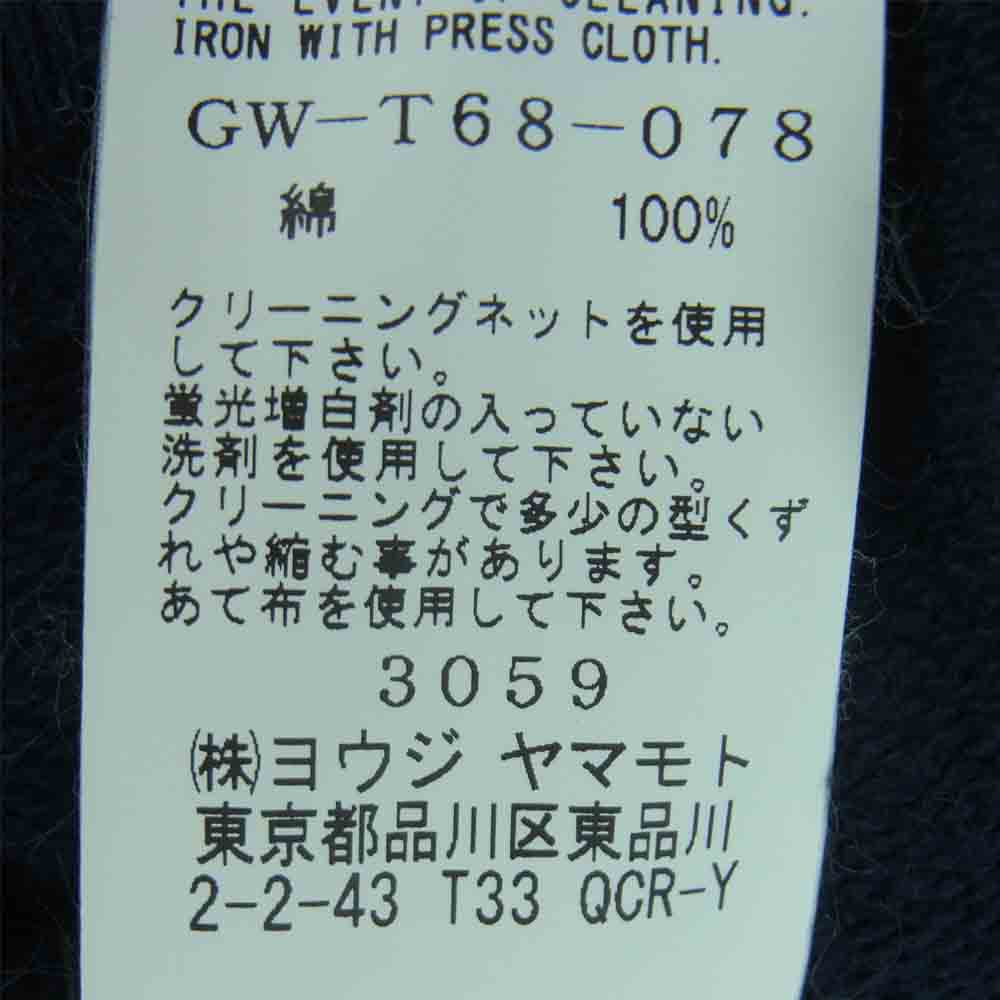 THE EVENT OF CLEANING.
IRON WITH PRESS CLOTH.
GW-T68-078
綿 100%
クリーニングネットを使用
して下さい。
蛍光増白剤の入っていない
洗剤を使用して下さい。
クリーニングで多少の型くず
れや縮む事があります。
あて布を使用して下さい。
3059
(株)ヨウジ ヤマモト
東京都品川区東品川
2-2-43 T33 QCR-Y